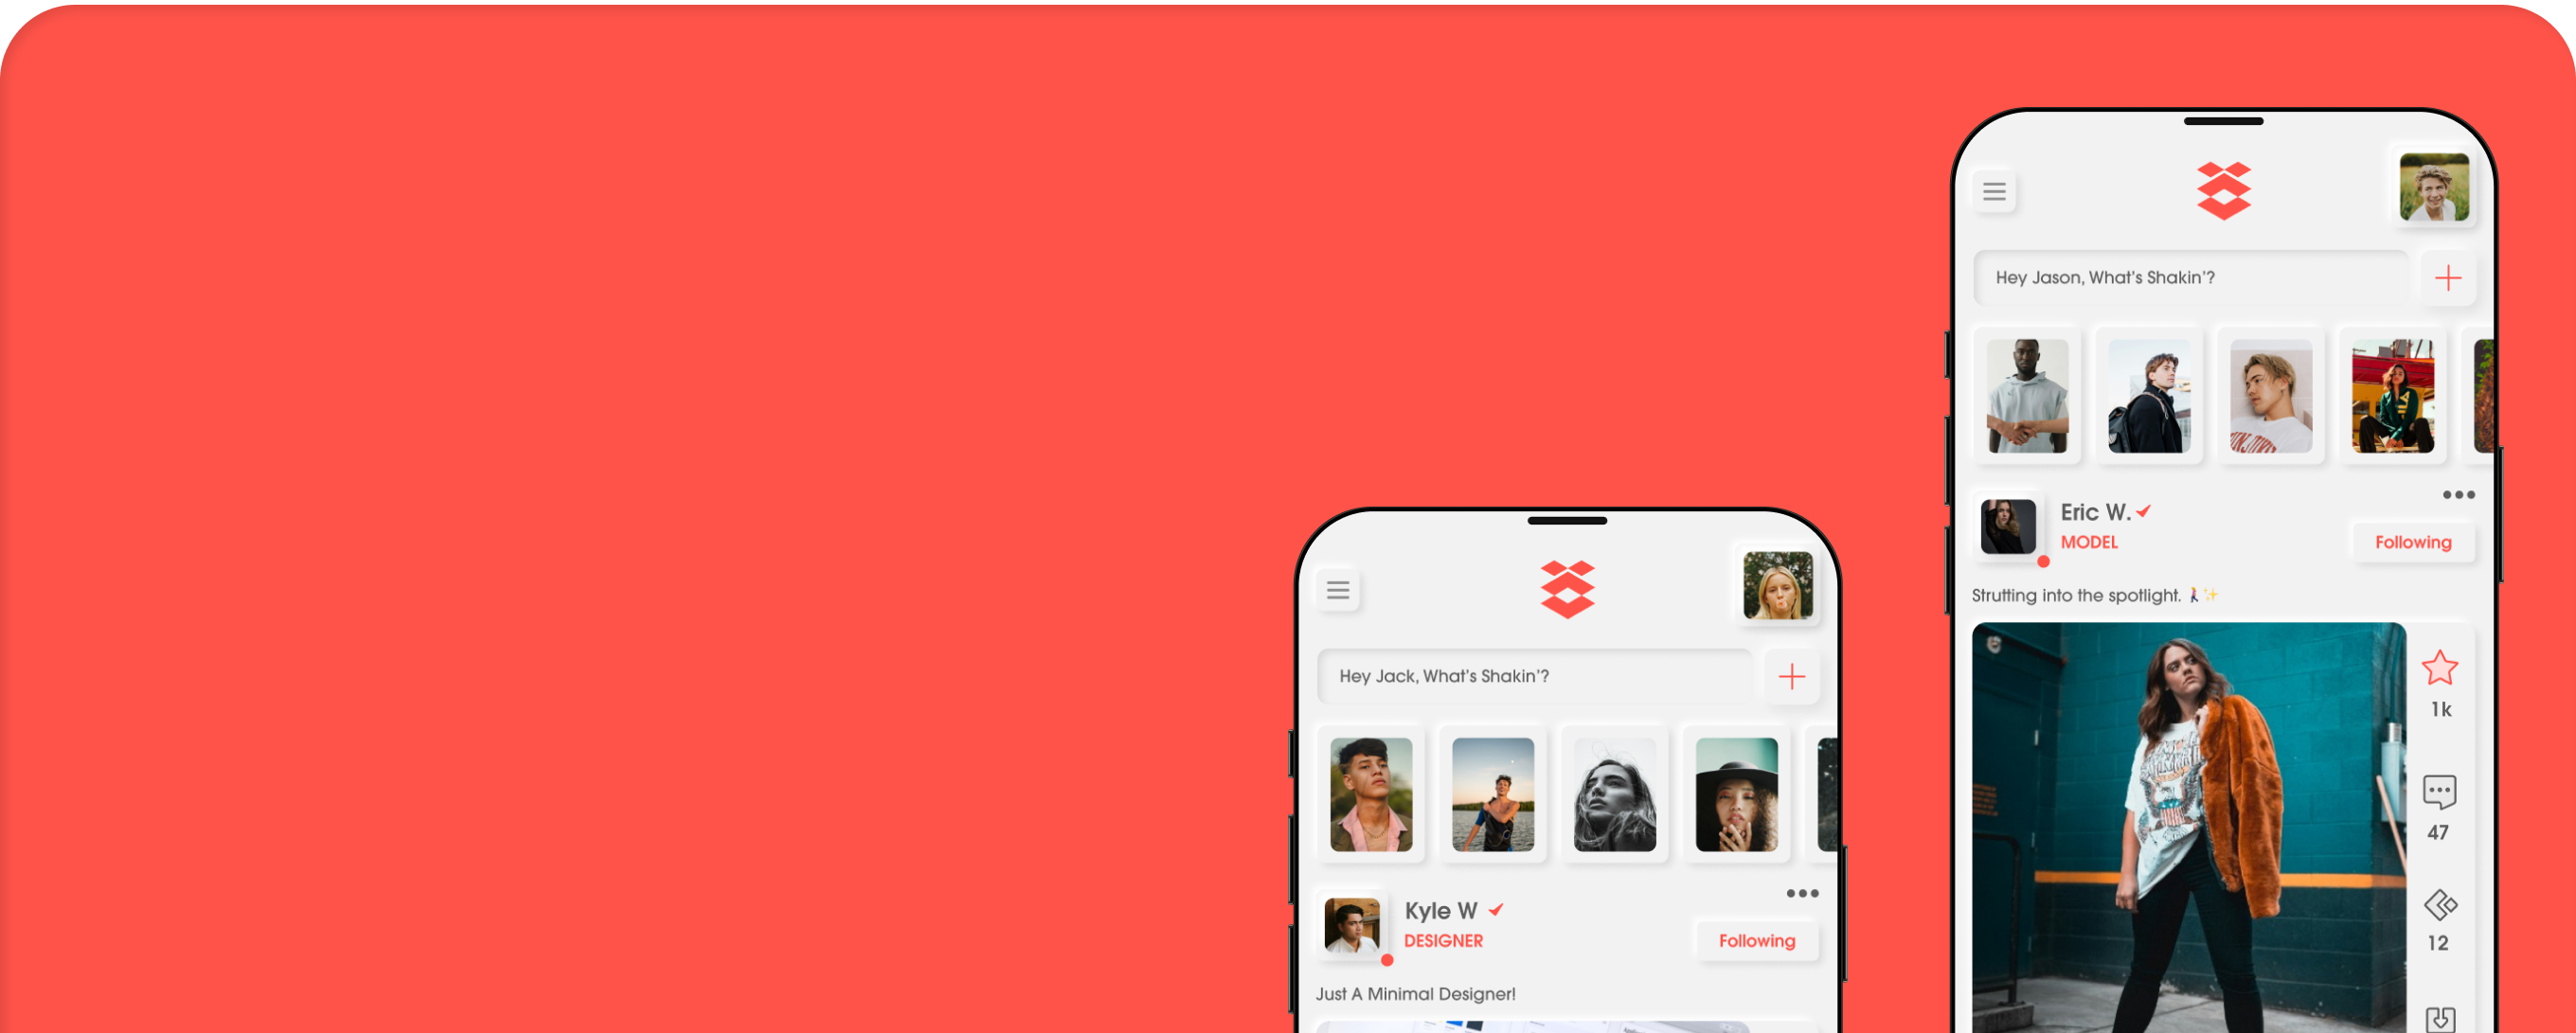 Hey Jason, What's Shakin'?
Eric W.
MODEL
Following
Strutting into the spotlight. 🚶✨
1k
47
12
Hey Jack, What's Shakin'?
Kyle W
DESIGNER
Following
Just A Minimal Designer!